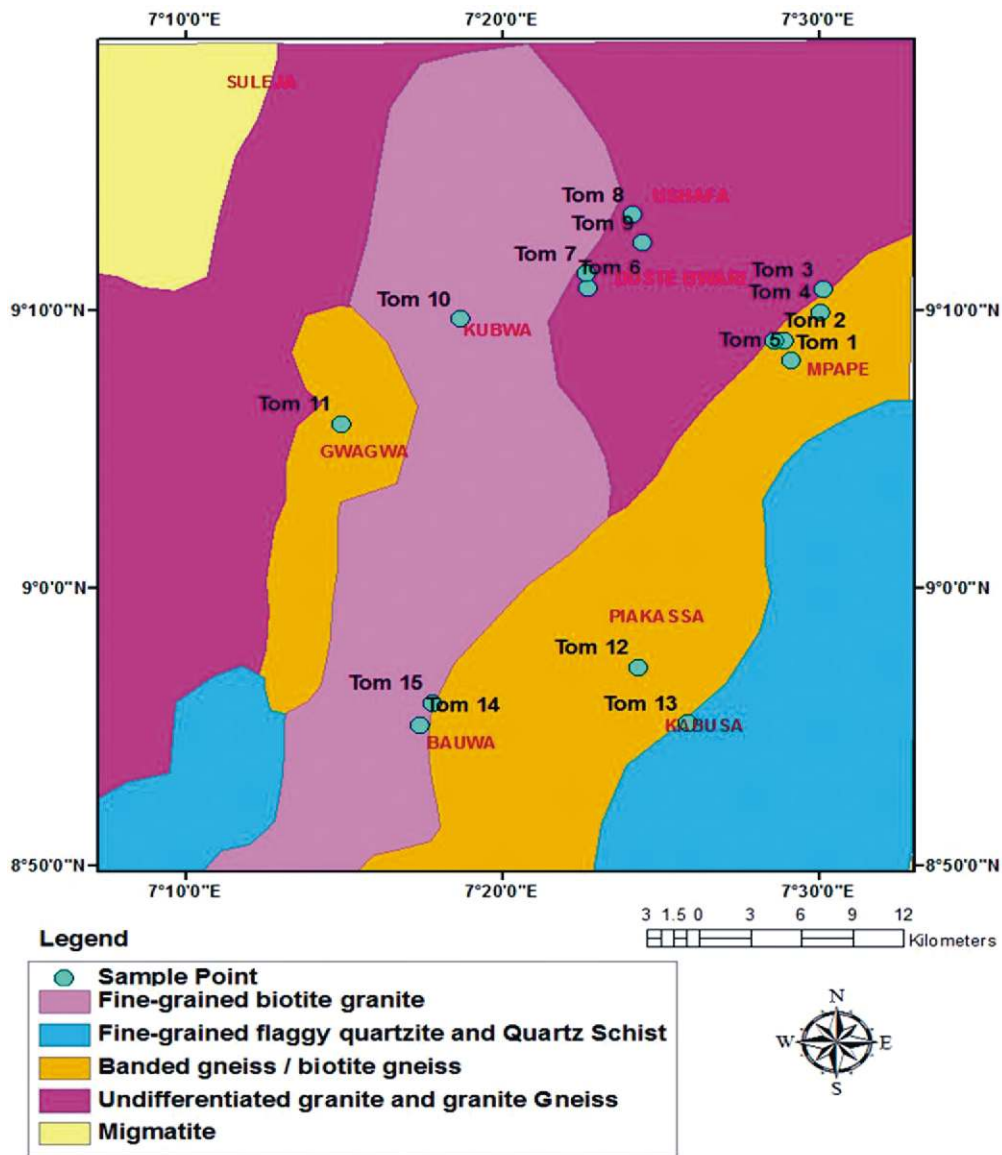 7°10'0"E
7°20'0"E
7°30'0"E
SULEJA
Tom 8
USHAFA
Tom 9
Tom 7
Tom 6
Tom 3
9°10'0"N
9°10'0"N
Tom 4
Tom 10
KUBWA
Tom 2
Tom 5
Tom 1
MPAPE
Tom 11
GWAGWA
9°0'0"N
9°0'0"N
PIAKASSA
Tom 12
Tom 15
Tom 14
Tom 13
KABUSA
BAUWA
8°50'0"N
8°50'0"N
7°10'0"E
7°20'0"E
7°30'0"E
3 1.5 0 3 6 9 12
Kilometers
Legend
Sample Point
Fine-grained biotite granite
Fine-grained flaggy quartzite and Quartz Schist
Banded gneiss / biotite gneiss
Undifferentiated granite and granite Gneiss
Migmatite
N
W
E
S